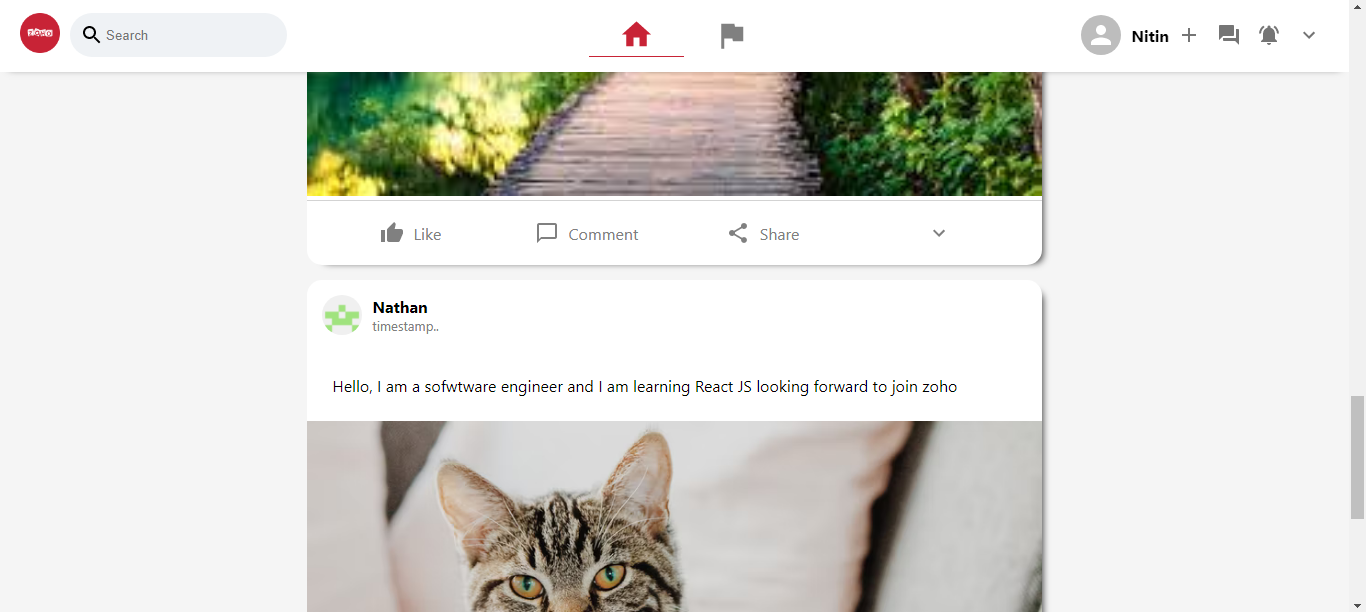 ZOHO
Search
Nitin
Like
Comment
Share
Nathan
timestamp..
Hello, I am a sofwtware engineer and I am learning React JS looking forward to join zoho